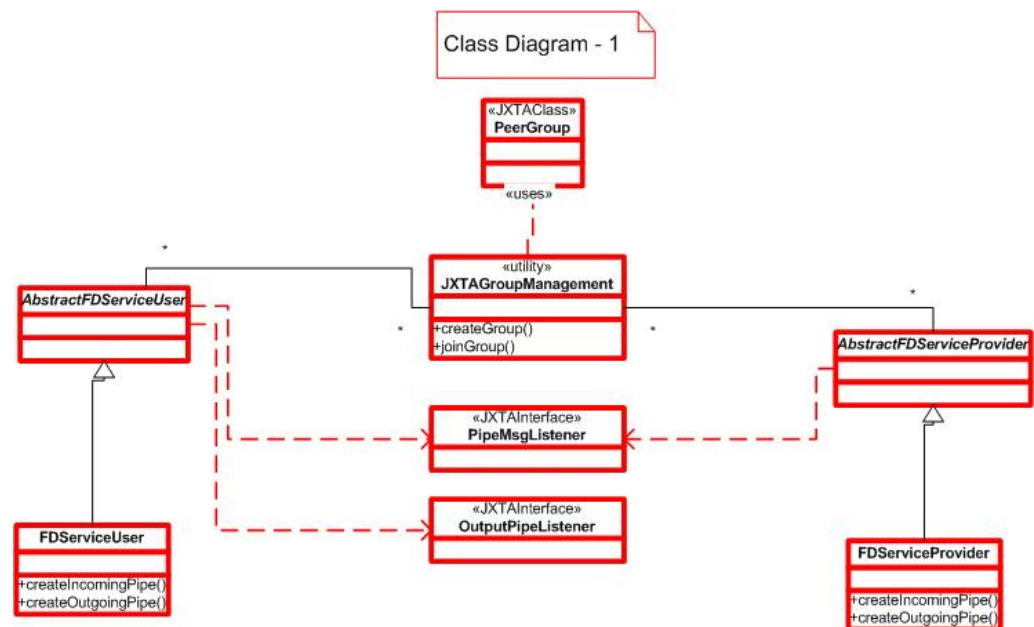 Class Diagram - 1
«JXTAClass»
PeerGroup
«uses»
*
«utility»
JXTAGroupManagement
+createGroup()
+joinGroup()
*
*
*
AbstractFDServiceUser
AbstractFDServiceProvider
«JXTAInterface»
PipeMsgListener
«JXTAInterface»
OutputPipeListener
FDServiceUser
+createIncomingPipe()
+createOutgoingPipe()
FDServiceProvider
+createIncomingPipe()
+createOutgoingPipe()